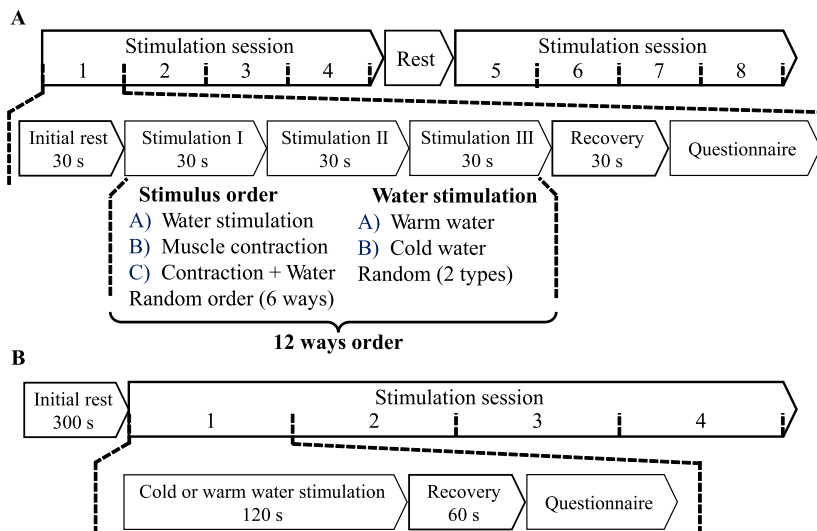 A
Stimulation session
1 2 3 4
Rest
Stimulation session
5 6 7 8
Initial rest
30 s
Stimulation I
30 s
Stimulation II
30 s
Stimulation III
30 s
Recovery
30 s
Questionnaire
Stimulus order
A) Water stimulation
B) Muscle contraction
C) Contraction + Water
Random order (6 ways)
Water stimulation
A) Warm water
B) Cold water
Random (2 types)
12 ways order
B
Initial rest
300 s
Stimulation session
1 2 3 4
Cold or warm water stimulation
120 s
Recovery
60 s
Questionnaire